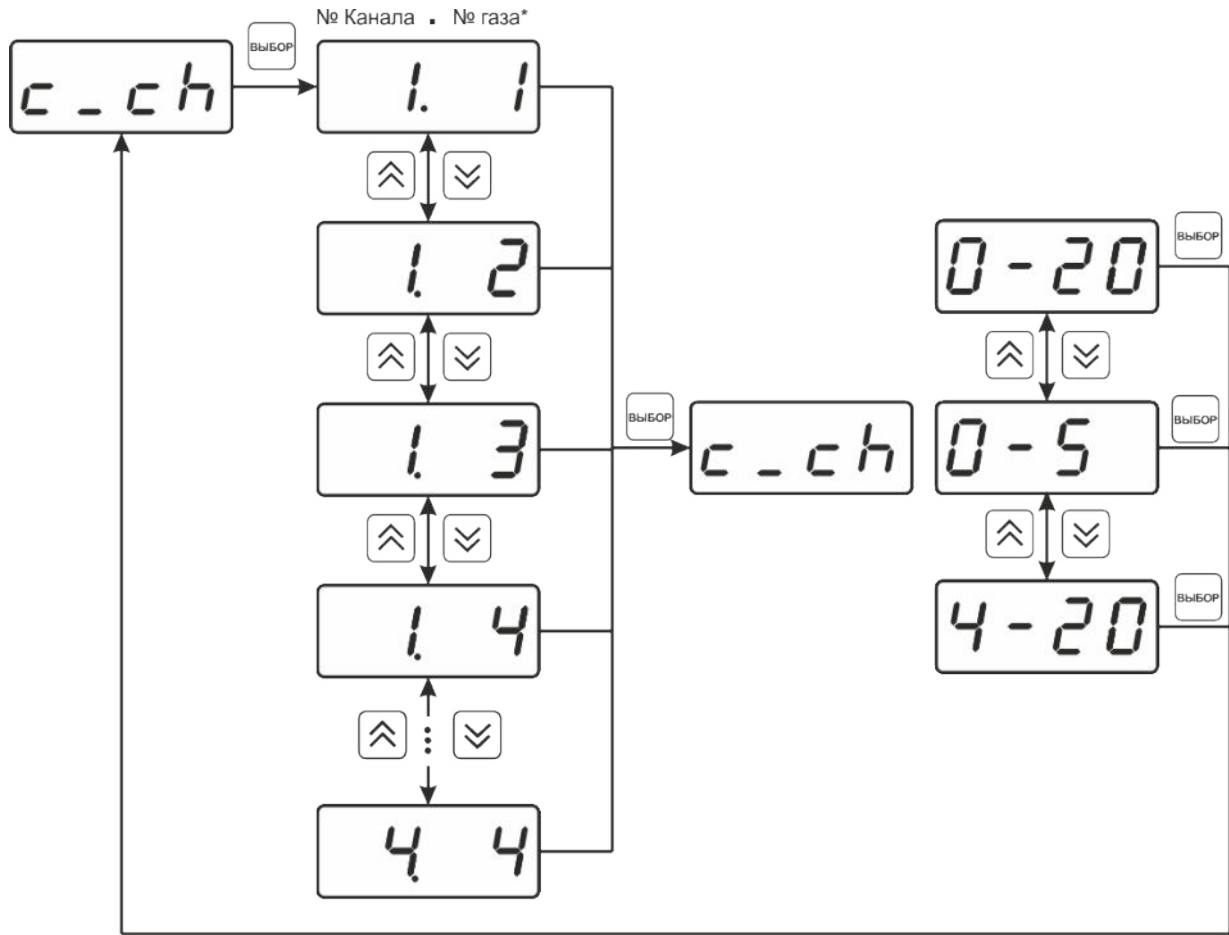 № Канала . № газа*
ВЫБОР
c_ch
1. 1
1. 2
0-20
ВЫБОР
1. 3
ВЫБОР
c_ch
0-5
ВЫБОР
1. 4
4-20
ВЫБОР
4. 4